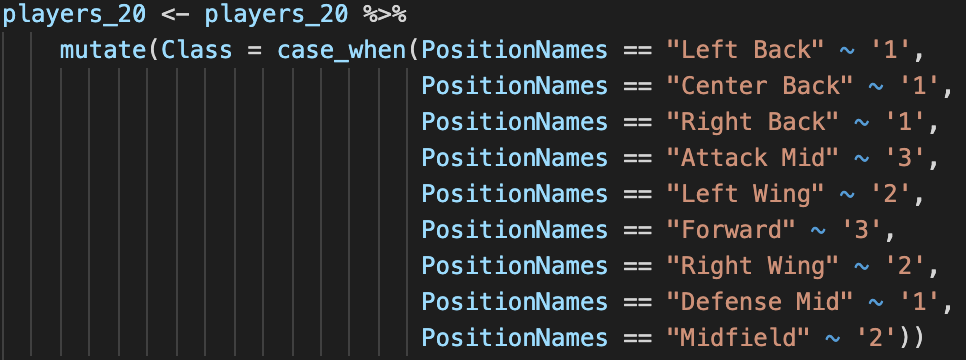 players_20 <- players_20 %>%
mutate(Class = case_when(PositionNames == "Left Back" ~ '1',
PositionNames == "Center Back" ~ '1',
PositionNames == "Right Back" ~ '1',
PositionNames == "Attack Mid" ~ '3',
PositionNames == "Left Wing" ~ '2',
PositionNames == "Forward" ~ '3',
PositionNames == "Right Wing" ~ '2',
PositionNames == "Defense Mid" ~ '1',
PositionNames == "Midfield" ~ '2'))